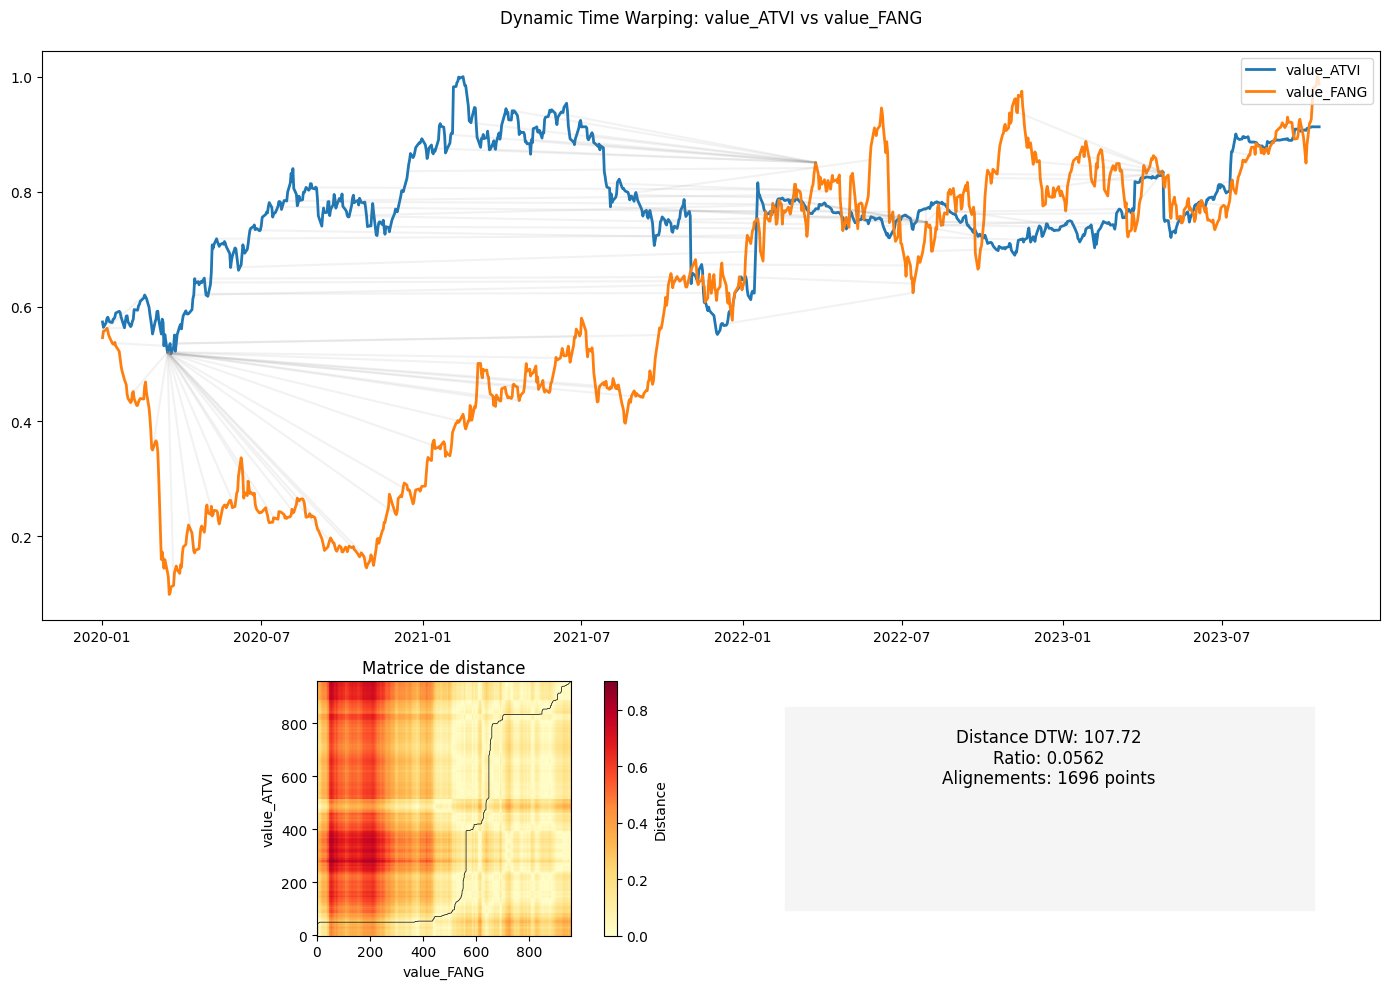 Dynamic Time Warping: value_ATVI vs value_FANG
value_ATVI
value_FANG
1.0
0.8
0.6
0.4
0.2
2020-01 2020-07 2021-01 2021-07 2022-01 2022-07 2023-01 2023-07
Matrice de distance
value_ATVI
800
600
400
200
0
0 200 400 600 800
value_FANG
0.8
0.6
0.4
0.2
0.0
Distance
Distance DTW: 107.72
Ratio: 0.0562
Alignements: 1696 points